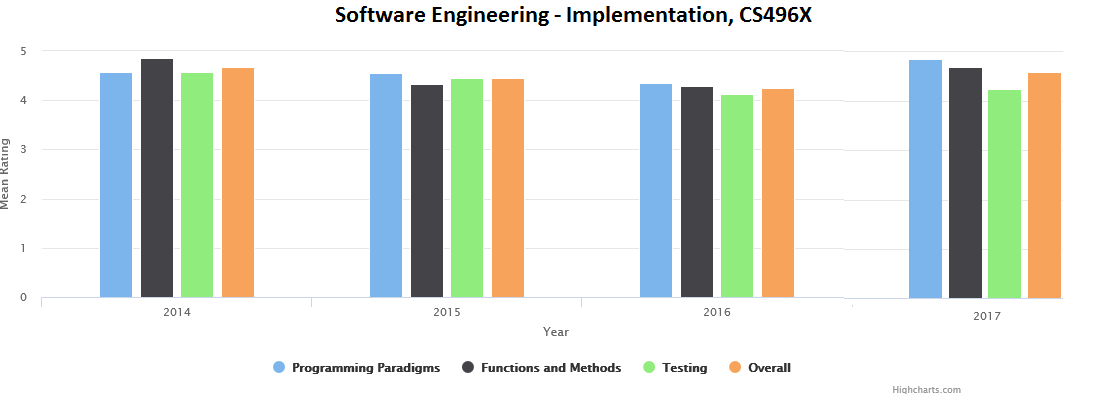 Software Engineering - Implementation, CS496X
5
4
3
2
1
0
Mean Rating
2014 2015 2016 2017
Year
Programming Paradigms Functions and Methods Testing Overall
Highcharts.com